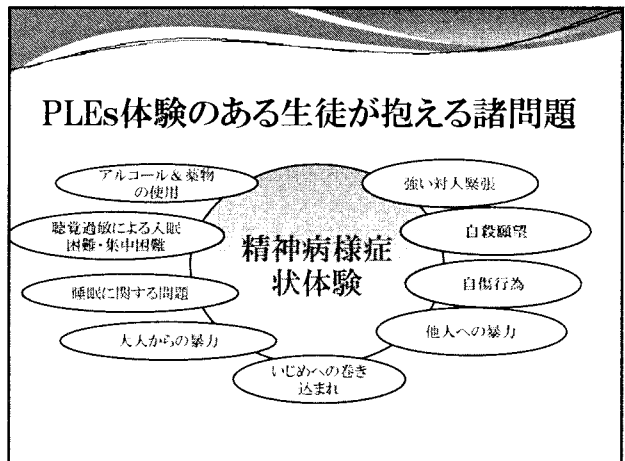 PLEs体験のある生徒が抱える諸問題
アルコール＆薬物
の使用
強い対人緊張
聴覚過敏による入眠
困難・集中困難
自殺願望
精神病様症
状体験
睡眠に関する問題
自傷行為
大人からの暴力
他人への暴力
いじめへの巻き
込まれ